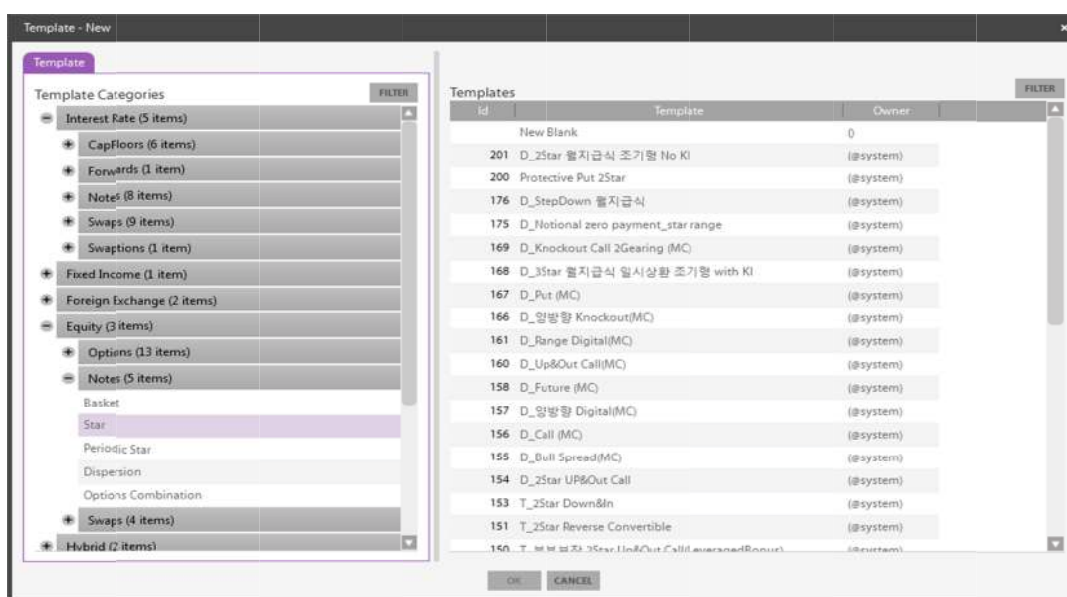 Template - New
Template
Template Categories
FILTER
Interest Rate (5 items)
CapFloors (6 items)
Forwards (1 item)
Notes (8 items)
Swaps (9 items)
Swaptions (1 item)
Fixed Income (1 item)
Foreign Exchange (2 items)
Equity (3 items)
Options (13 items)
Notes (5 items)
Basket
Star
Periodic Star
Dispersion
Options Combination
Swaps (4 items)
Hybrid (2 items)
Templates
FILTER
Id Template Owner
New Blank 0
201 D_2Star 월지급식 조기형 No KI (@system)
200 Protective Put 2Star (@system)
176 D_StepDown 월지급식 (@system)
175 D_Notional zero payment_star range (@system)
169 D_Knockout Call 2Gearing (MC) (@system)
168 D_3Star 월지급식 일시상환 조기형 with KI (@system)
167 D_Put (MC) (@system)
166 D_양방향 Knockout(MC) (@system)
161 D_Range Digital(MC) (@system)
160 D_Up&Out Call(MC) (@system)
158 D_Future (MC) (@system)
157 D_양방향 Digital(MC) (@system)
156 D_Call (MC) (@system)
155 D_Bull Spread(MC) (@system)
154 D_2Star UP&Out Call (@system)
153 T_2Star Down&In (@system)
151 T_2Star Reverse Convertible (@system)
150 2Star Up&Out Call(LeveragedBonus) (@system)
OK CANCEL